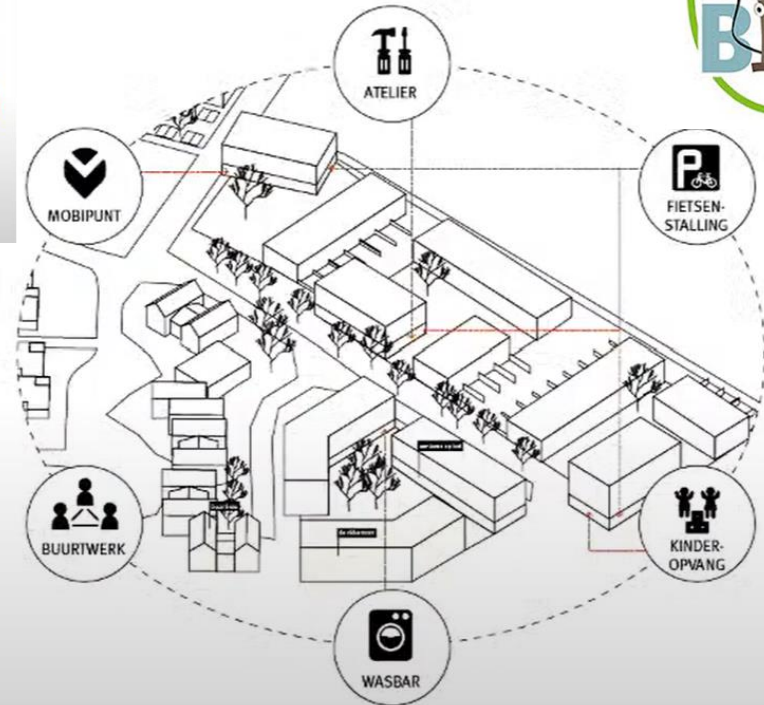 ATELIER
B
MOBIPUNT
P
FIETSEN-
STALLING
BUURTWERK
KINDER-
OPVANG
WASBAR